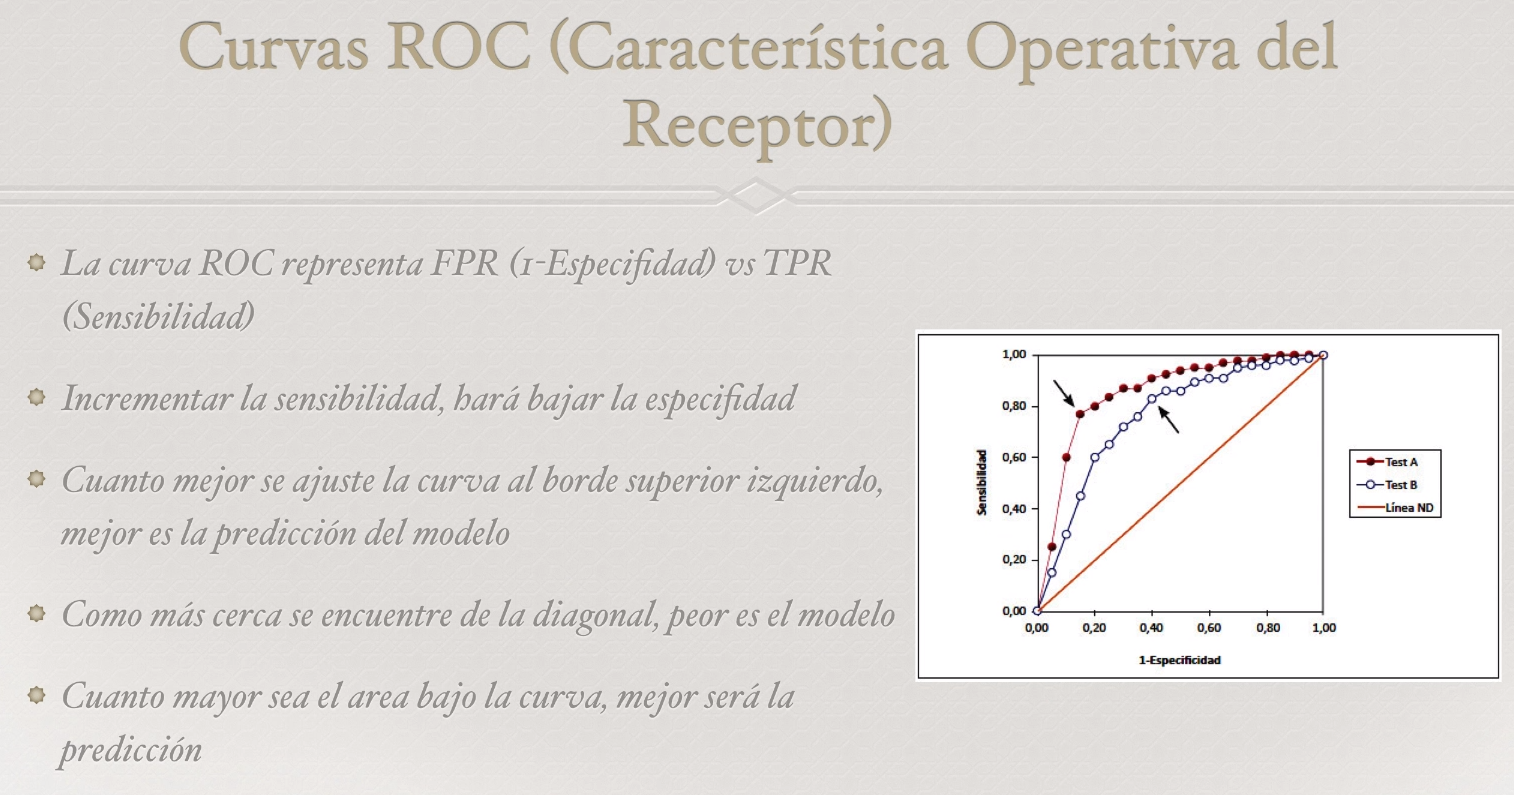 Curvas ROC (Característica Operativa del
Receptor)
La curva ROC representa FPR (1-Especifidad) vs TPR
(Sensibilidad)
Incrementar la sensibilidad, hará bajar la especifidad
Cuanto mejor se ajuste la curva al borde superior izquierdo,
mejor es la predicción del modelo
Como más cerca se encuentre de la diagonal, peor es el modelo
Cuanto mayor sea el area bajo la curva, mejor será la
predicción
1,00
0,80
0,60
0,40
0,20
0,00
Sensibilidad
0,00 0,20 0,40 0,60 0,80 1,00
1-Especificidad
Test A
Test B
Línea ND